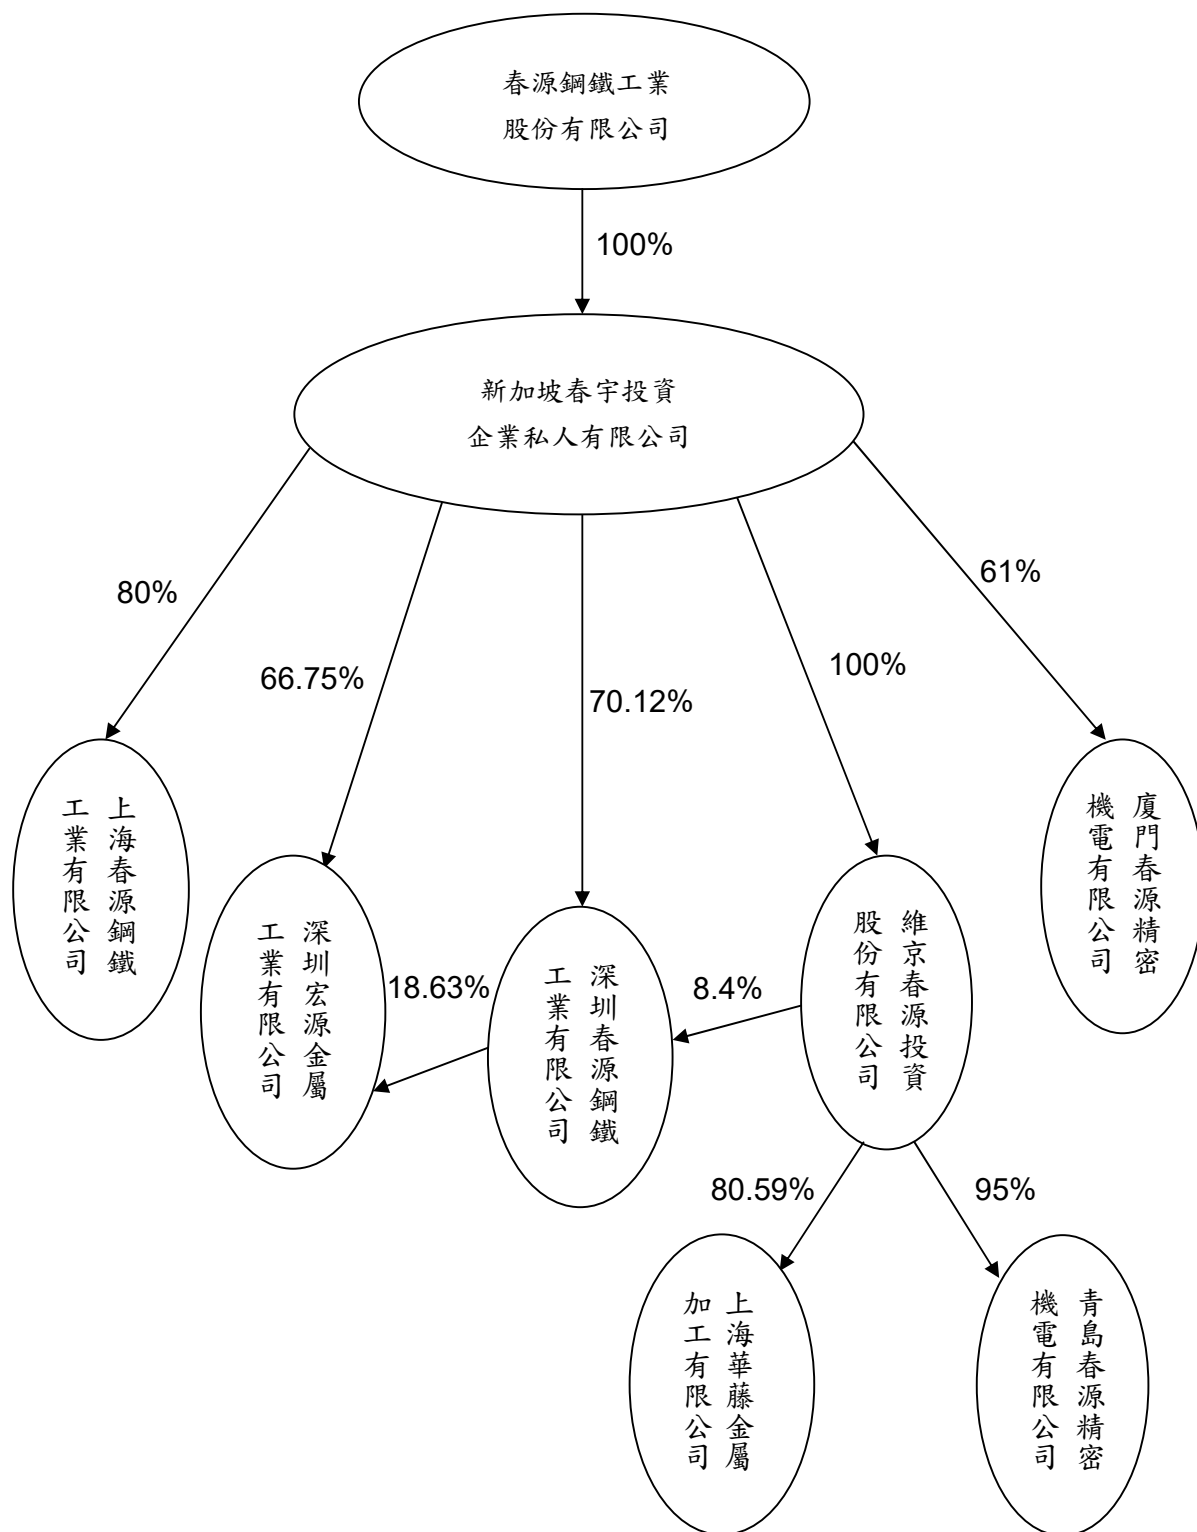 春源鋼鐵工業
股份有限公司
100%
新加坡春宇投資
企業私人有限公司
80%
66.75%
70.12%
100%
61%
上海春源鋼鐵
工業有限公司
深圳宏源金屬
工業有限公司
18.63%
深圳春源鋼鐵
工業有限公司
8.4%
維京春源投資
股份有限公司
廈門春源精密
機電有限公司
80.59%
95%
上海華藤金屬
加工有限公司
青島春源精密
機電有限公司